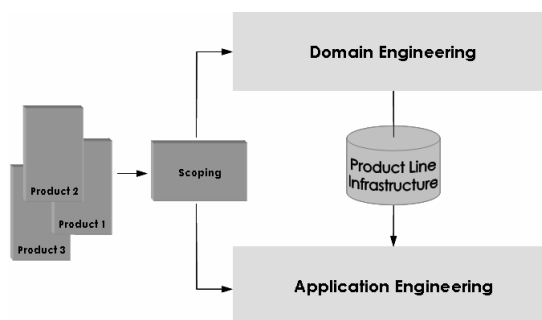 Domain Engineering
Product Line
Infrastructure
Scoping
Product 2
Product 1
Product 3
Application Engineering